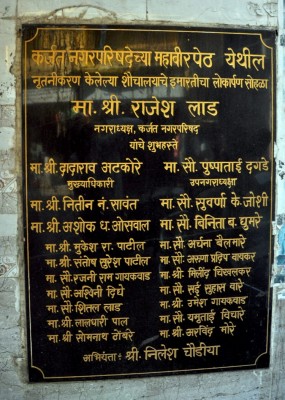 कर्जत नगरपरिषदेच्या महावीरपेठ येथील
नुतनीकरण केलेल्या शौचालयाचे इमारतीचा लोकार्पण सोहळा
मा. श्री. राजेश लाड
नगराध्यक्ष, कर्जत नगरपरिषद
यांचे शुभहस्ते
मा.श्री.दादाराव अटकोरे मा. सौ. पुष्पाताई दगडे
मुख्याधिकारी उपनगराध्यक्षा
मा.श्री.नितीन नं.सावंत मा. सौ. सुवर्णा के. जोशी
मा.श्री.अशोक ध.ओसवाल मा. सौ. विनिता ब. घुमरे
मा.श्री. मुकेश रा. पाटील मा. सौ. अर्चना बैलमारे
मा.श्री. संतोष सुरेश पाटील मा. सौ. अरुणा प्रदिप वायकर
मा.सौ.रजनी राम गायकवाड मा. श्री. मिलींद चिखलकर
मा.सौ.अश्विनी दिघे मा. सौ. सई सुहास वारे
मा. सौ. शितल लाड मा. श्री. उमेश गायकवाड
मा.श्री. लालधारी पाल मा. सौ. यमुताई विचारे
मा.श्री सोमनाथ ठोंबरे मा. श्री. अरविंद मोरे
अभियंता : श्री. निलेश चौडीया